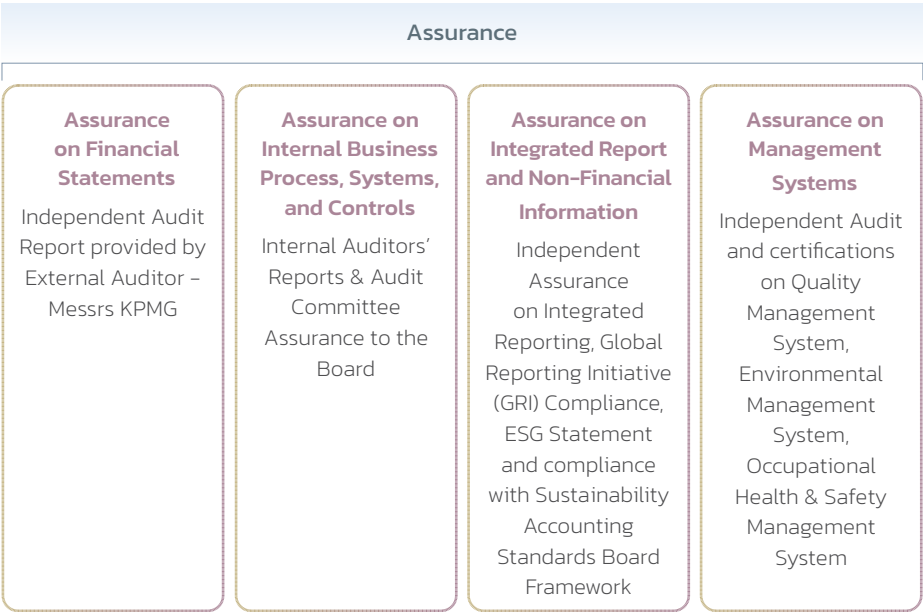 Assurance
Assurance
on Financial
Statements
Independent Audit
Report provided by
External Auditor –
Messrs KPMG
Assurance on
Internal Business
Process, Systems,
and Controls
Internal Auditors’
Reports & Audit
Committee
Assurance to the
Board
Assurance on
Integrated Report
and Non-Financial
Information
Independent
Assurance
on Integrated
Reporting, Global
Reporting Initiative
(GRI) Compliance,
ESG Statement
and compliance
with Sustainability
Accounting
Standards Board
Framework
Assurance on
Management
Systems
Independent Audit
and certifications
on Quality
Management
System,
Environmental
Management
System,
Occupational
Health & Safety
Management
System